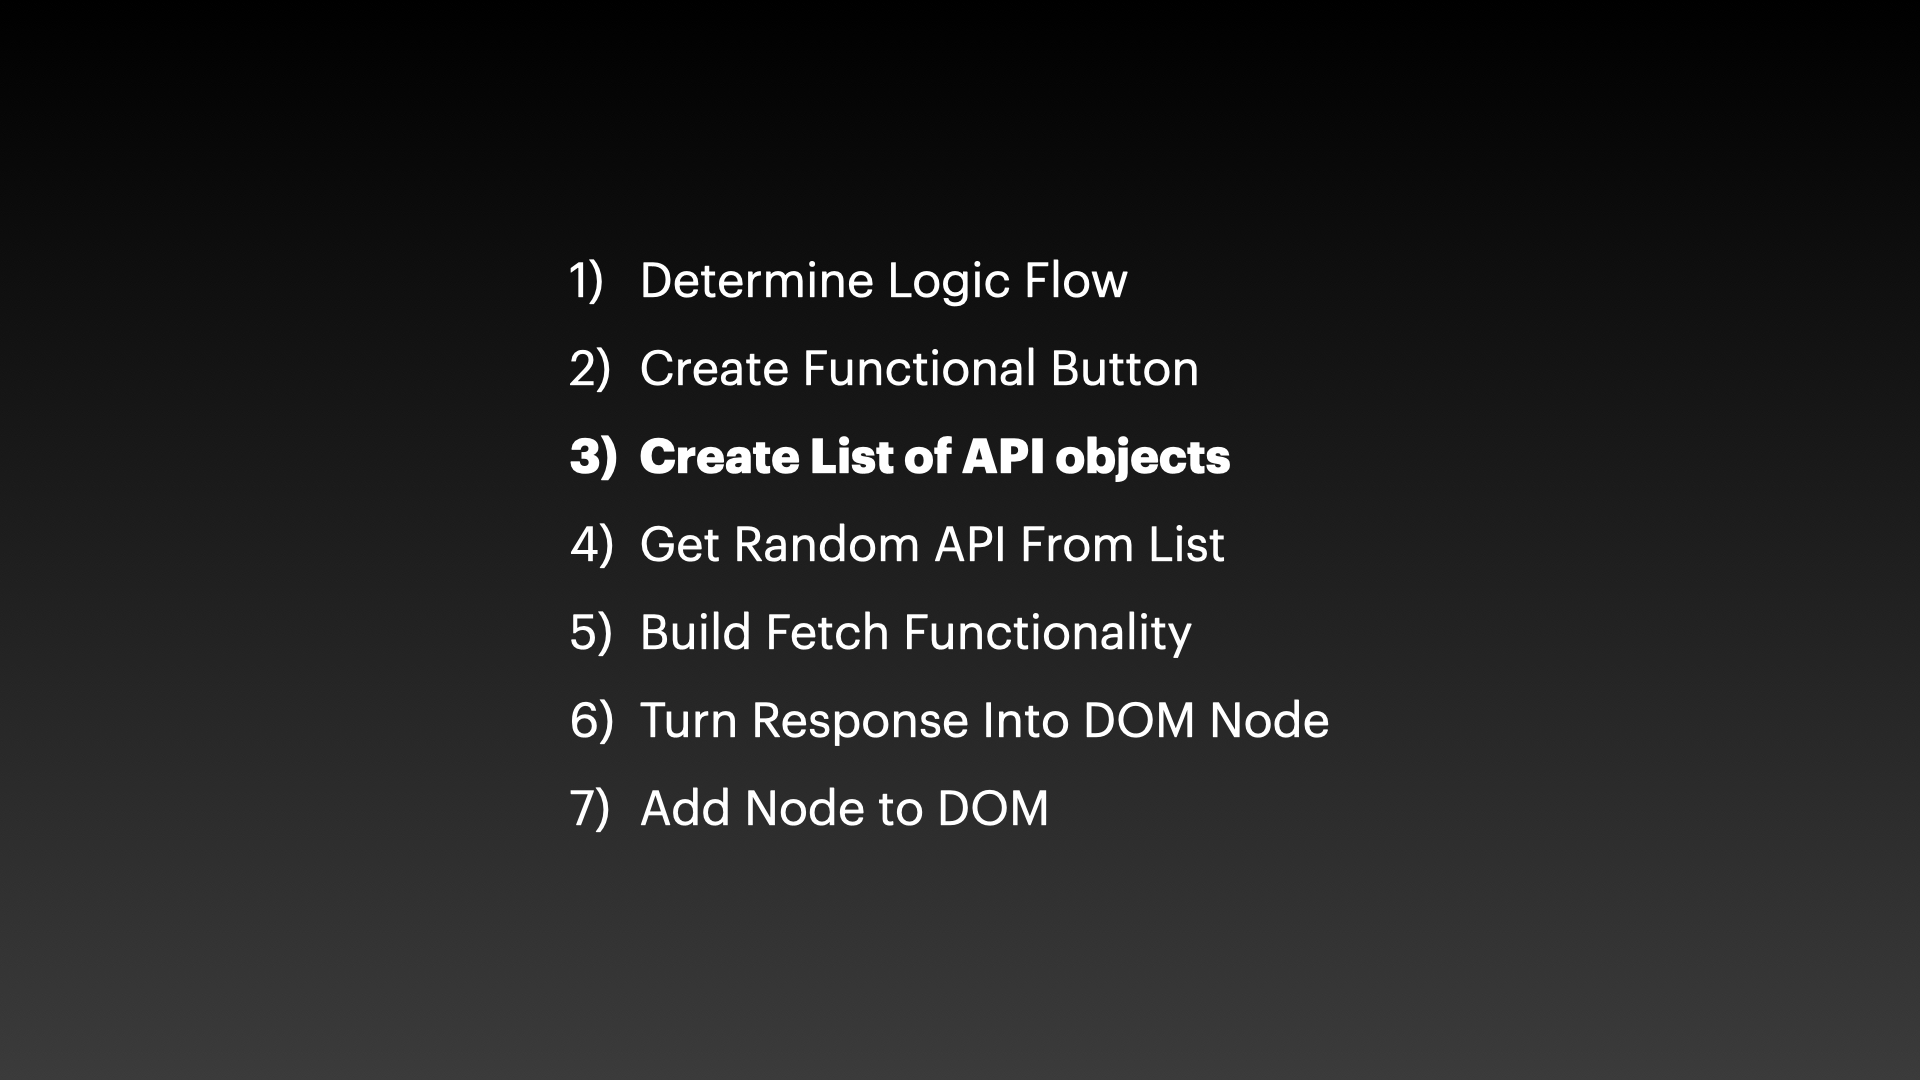 1) Determine Logic Flow
2) Create Functional Button
3) Create List of API objects
4) Get Random API From List
5) Build Fetch Functionality
6) Turn Response Into DOM Node
7) Add Node to DOM